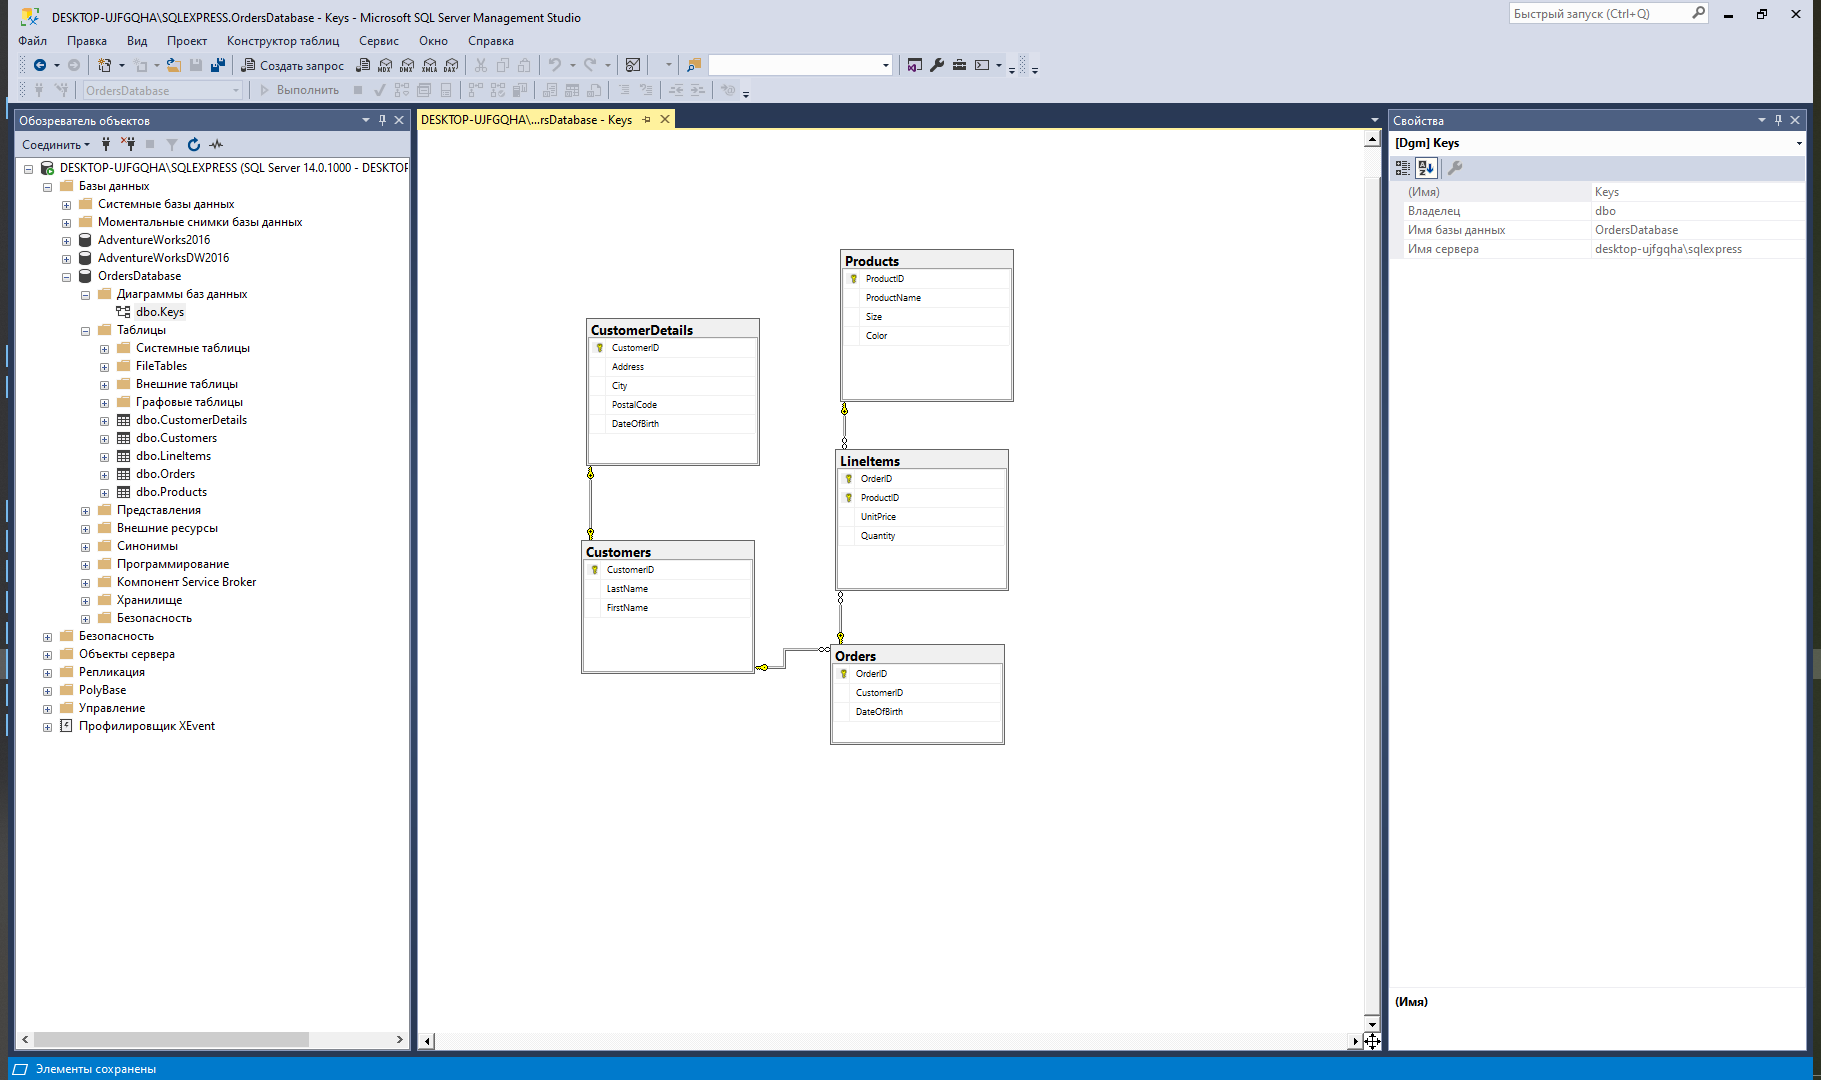 DESKTOP-UJFGQHA\SQLEXPRESS.OrdersDatabase - Keys - Microsoft SQL Server Management Studio
Быстрый запуск (Ctrl+Q)
Файл Правка Вид Проект Конструктор таблиц Сервис Окно Справка
Создать запрос MDX DMX XMLA DAX
OrdersDatabase Выполнить
Обозреватель объектов
Соединить
DESKTOP-UJFGQHA\SQLEXPRESS (SQL Server 14.0.1000 - DESKTOP
Базы данных
Системные базы данных
Моментальные снимки базы данных
AdventureWorks2016
AdventureWorksDW2016
OrdersDatabase
Диаграммы баз данных
dbo.Keys
Таблицы
Системные таблицы
FileTables
Внешние таблицы
Графовые таблицы
dbo.CustomerDetails
dbo.Customers
dbo.LineItems
dbo.Orders
dbo.Products
Представления
Внешние ресурсы
Синонимы
Программирование
Компонент Service Broker
Хранилище
Безопасность
Безопасность
Объекты сервера
Репликация
PolyBase
Управление
Профилировщик XEvent
DESKTOP-UJFGQHA\...rsDatabase - Keys
CustomerDetails
CustomerID
Address
City
PostalCode
DateOfBirth
Customers
CustomerID
LastName
FirstName
Products
ProductID
ProductName
Size
Color
LineItems
OrderID
ProductID
UnitPrice
Quantity
Orders
OrderID
CustomerID
DateOfBirth
Свойства
[Dgm] Keys
(Имя) Keys
Владелец dbo
Имя базы данных OrdersDatabase
Имя сервера desktop-ujfgqha\sqlexpress
(Имя)
Элементы сохранены